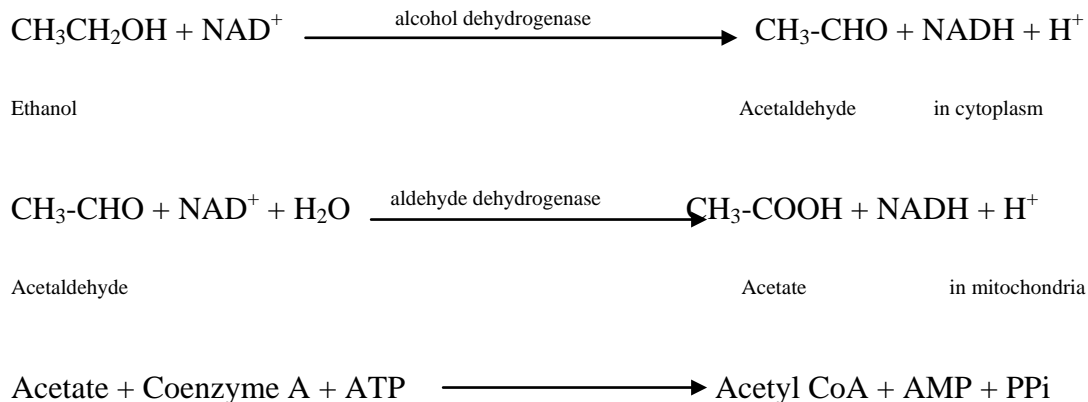 alcohol dehydrogenase
CH₃CH₂OH + NAD⁺ CH₃-CHO + NADH + H⁺
Ethanol Acetaldehyde in cytoplasm
aldehyde dehydrogenase
CH₃-CHO + NAD⁺ + H₂O CH₃-COOH + NADH + H⁺
Acetaldehyde Acetate in mitochondria
Acetate + Coenzyme A + ATP Acetyl CoA + AMP + PPi